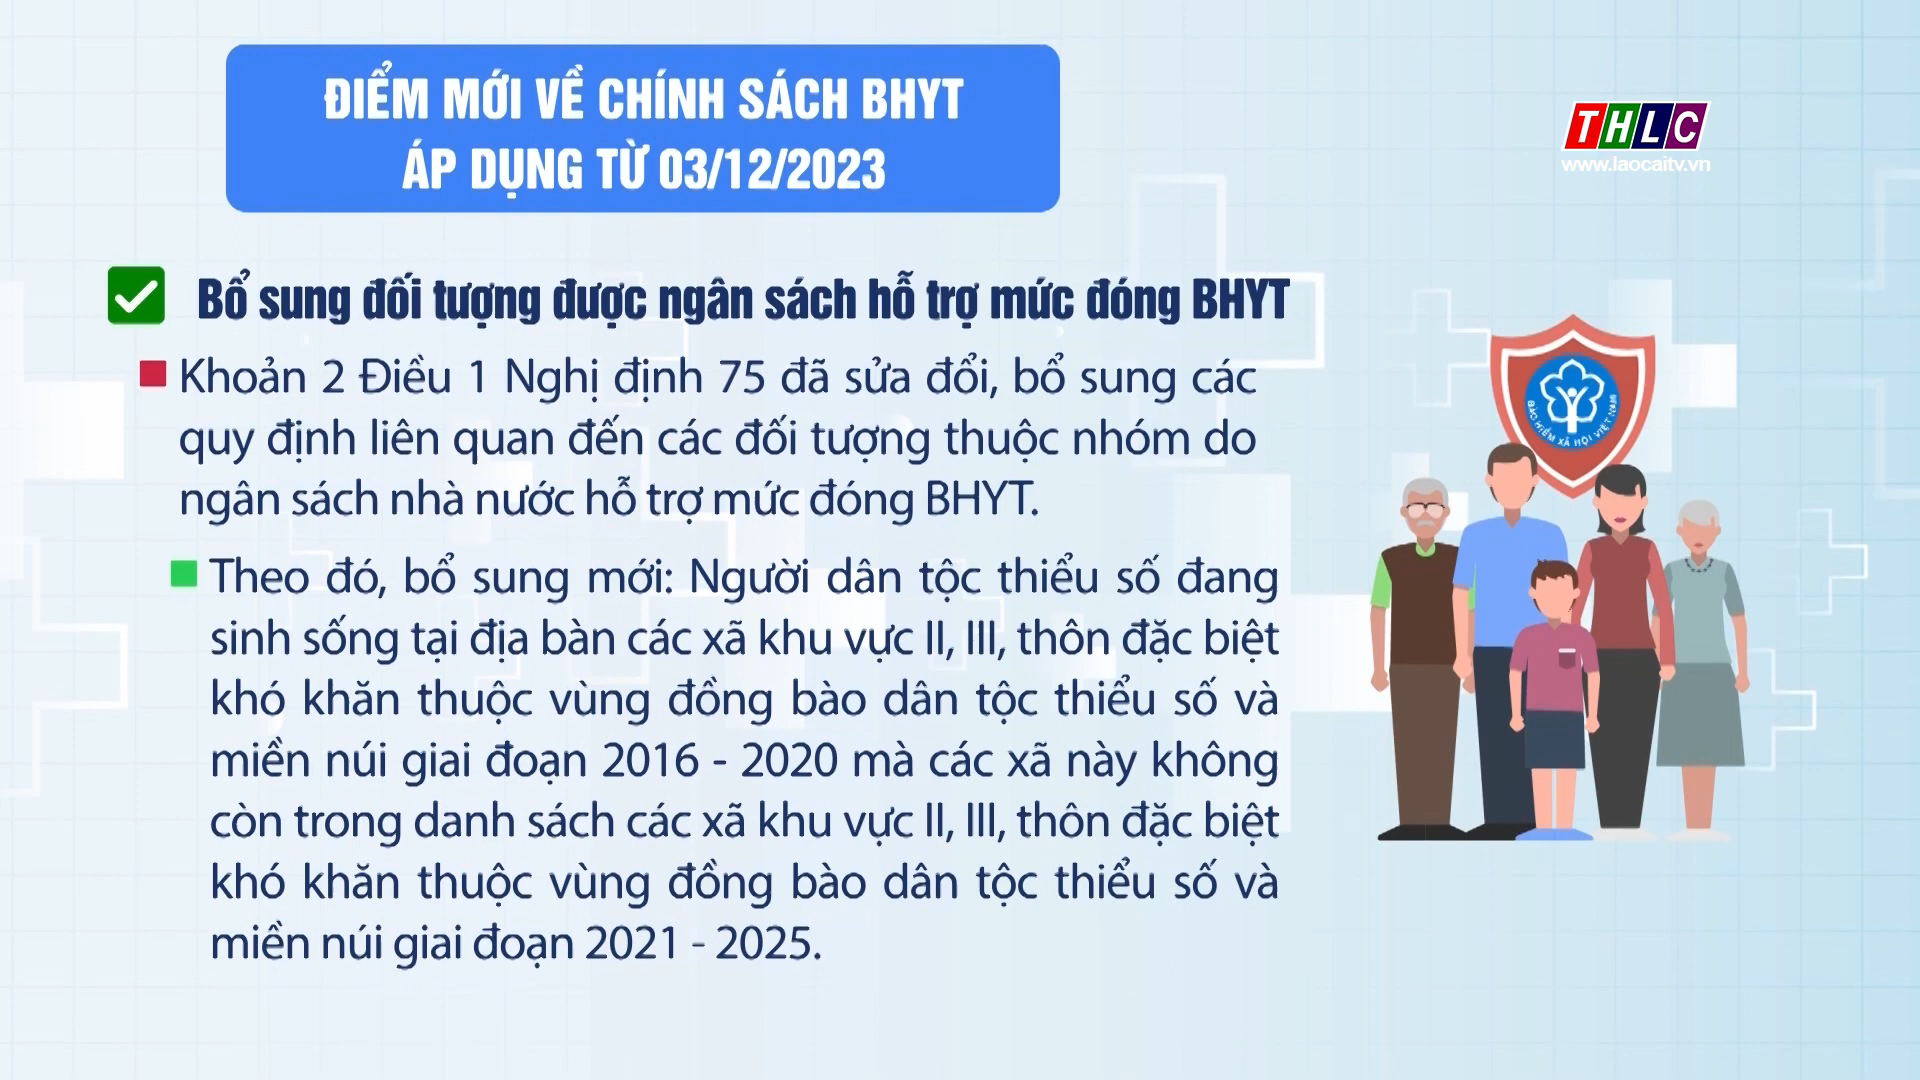 ĐIỂM MỚI VỀ CHÍNH SÁCH BHYT
ÁP DỤNG TỪ 03/12/2023
THLC
www.laocaitv.vn
Bổ sung đối tượng được ngân sách hỗ trợ mức đóng BHYT
Khoản 2 Điều 1 Nghị định 75 đã sửa đổi, bổ sung các
quy định liên quan đến các đối tượng thuộc nhóm do
ngân sách nhà nước hỗ trợ mức đóng BHYT.
Theo đó, bổ sung mới: Người dân tộc thiểu số đang
sinh sống tại địa bàn các xã khu vực II, III, thôn đặc biệt
khó khăn thuộc vùng đồng bào dân tộc thiểu số và
miền núi giai đoạn 2016 - 2020 mà các xã này không
còn trong danh sách các xã khu vực II, III, thôn đặc biệt
khó khăn thuộc vùng đồng bào dân tộc thiểu số và
miền núi giai đoạn 2021 - 2025.
BẢO HIỂM XÃ HỘI VIỆT NAM